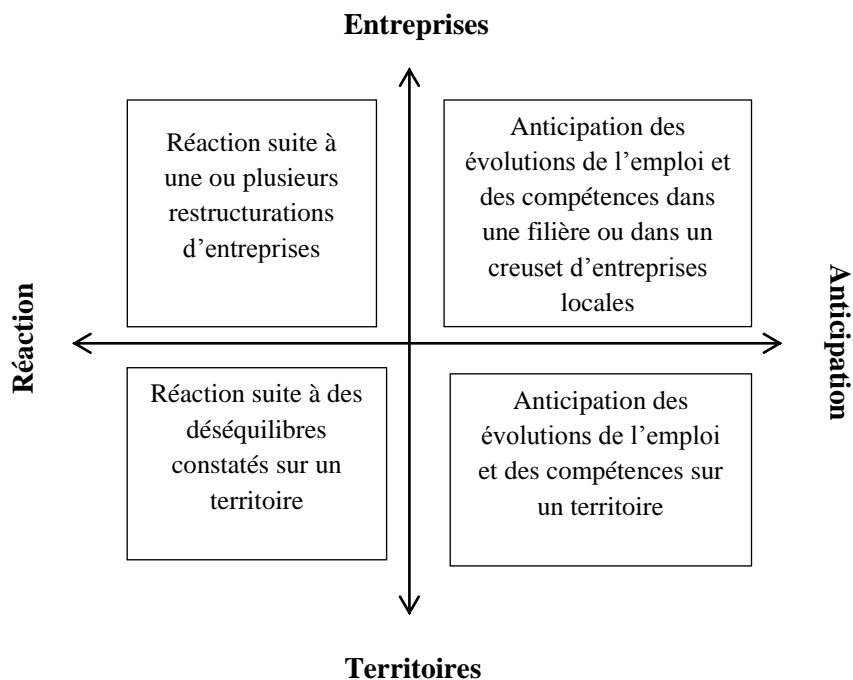 Entreprises
Réaction suite à
une ou plusieurs
restructurations
d’entreprises
Anticipation des
évolutions de l’emploi et
des compétences dans
une filière ou dans un
creuset d’entreprises
locales
Réaction
Anticipation
Réaction suite à des
déséquilibres
constatés sur un
territoire
Anticipation des
évolutions de l’emploi
et des compétences sur
un territoire
Territoires